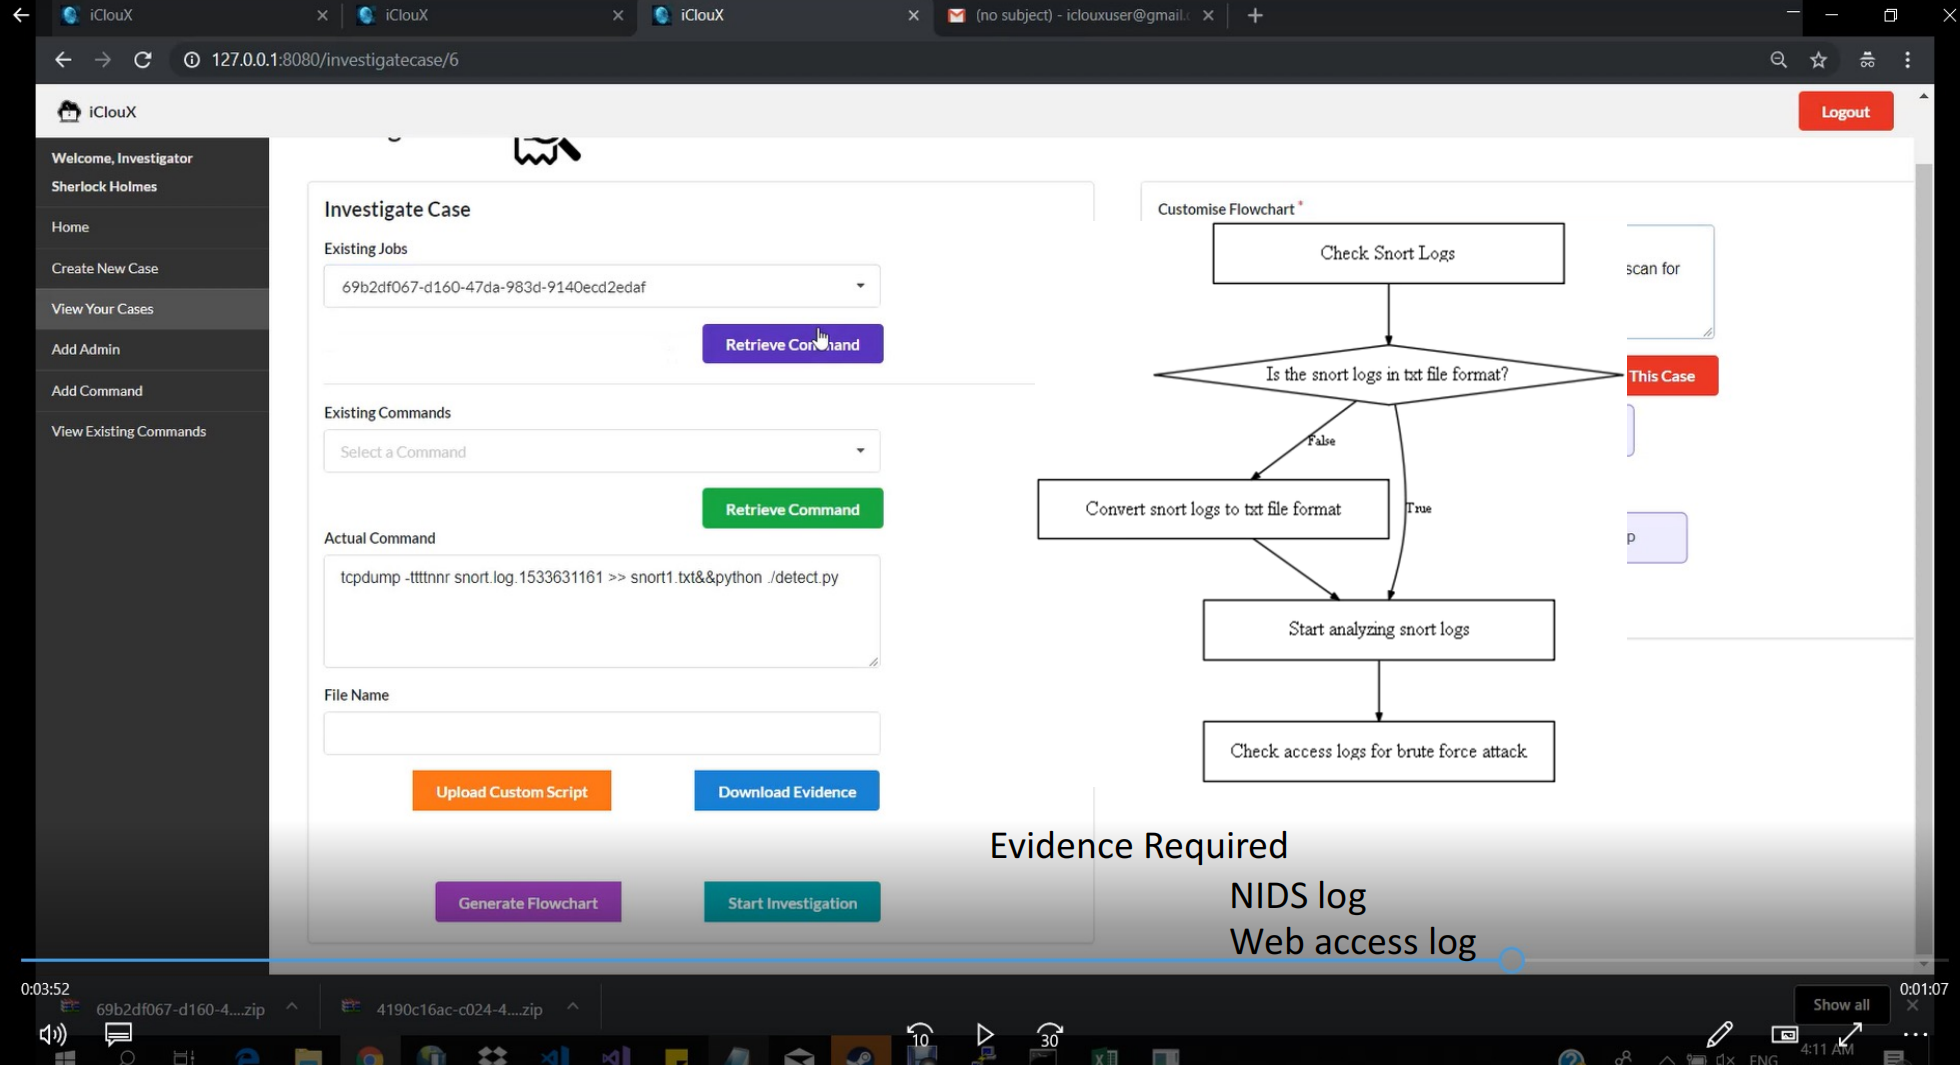 iClouX
iClouX
iClouX
(no subject) - iclouxuser@gmail.c
127.0.0.1:8080/investigatecase/6
iClouX
Logout
Welcome, Investigator
Sherlock Holmes
Home
Create New Case
View Your Cases
Add Admin
Add Command
View Existing Commands
Investigate Case
Existing Jobs
69b2df067-d160-47da-983d-9140ecd2edaf
Retrieve Command
Existing Commands
Select a Command
Retrieve Command
Actual Command
tcpdump -ttttnnr snort.log.1533631161 >> snort1.txt&&python ./detect.py
File Name
Upload Custom Script
Download Evidence
Generate Flowchart
Start Investigation
Customise Flowchart *
scan for
This Case
p
Check Snort Logs
Is the snort logs in txt file format?
False
True
Convert snort logs to txt file format
Start analyzing snort logs
Check access logs for brute force attack
Evidence Required
NIDS log
Web access log
0:03:52
0:01:07
69b2df067-d160-4....zip
4190c16ac-c024-4....zip
Show all
10
30
ENG
4:11 AM